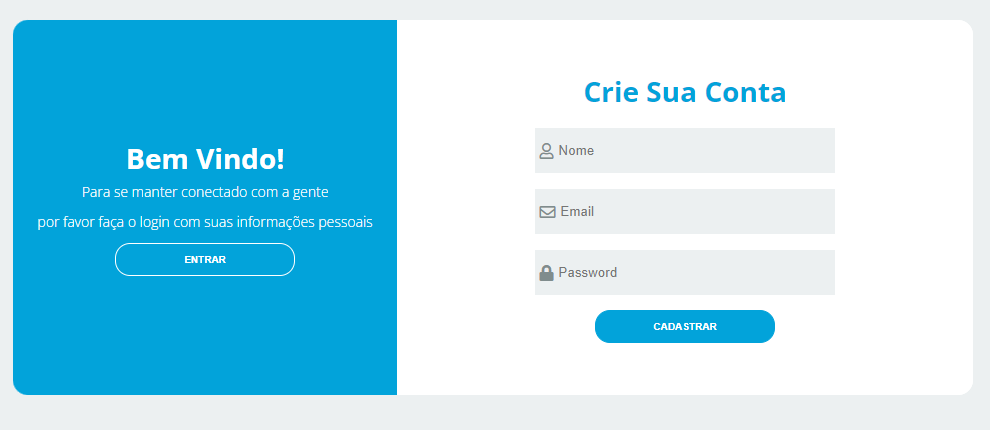 Bem Vindo!
Para se manter conectado com a gente
por favor faça o login com suas informações pessoais
ENTRAR
Crie Sua Conta
Nome
Email
Password
CADASTRAR